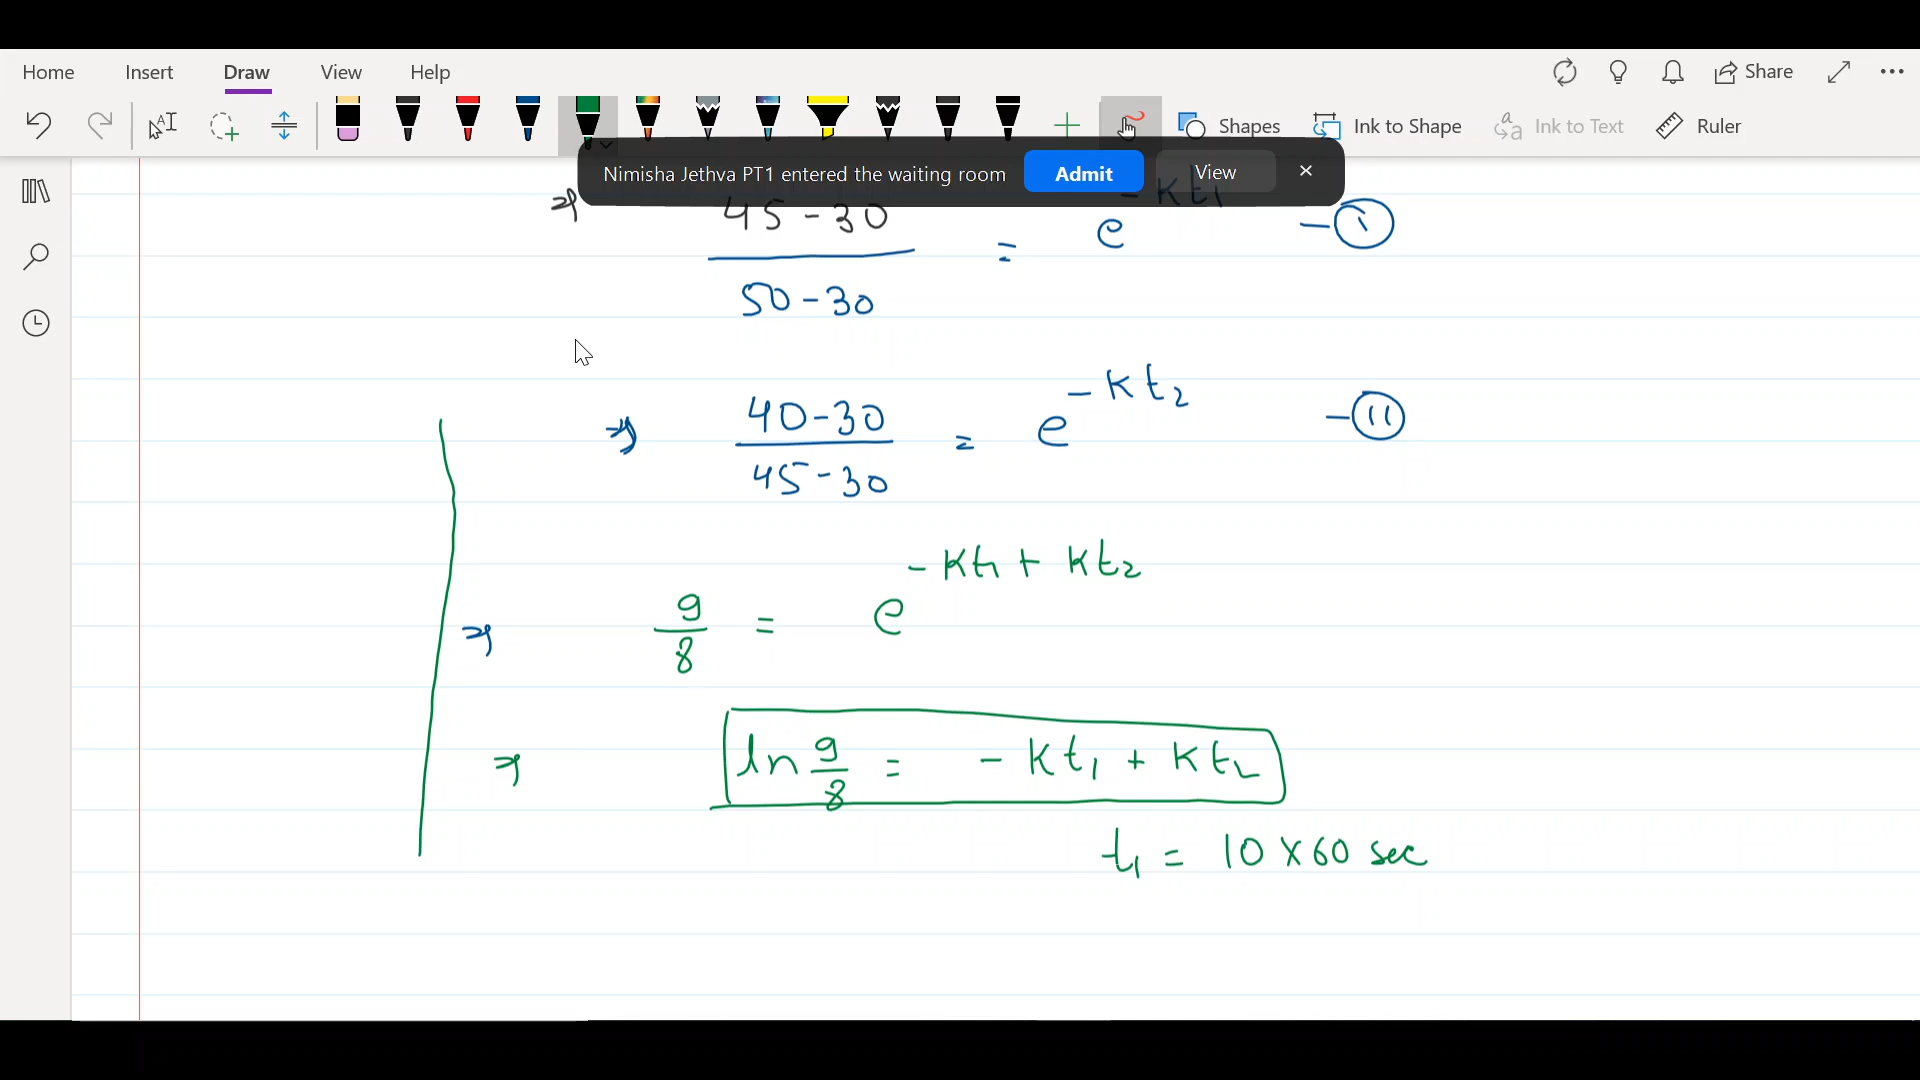 Home Insert Draw View Help Share
Shapes Ink to Shape Ink to Text Ruler
Nimisha Jethva PT1 entered the waiting room Admit View
⇒ 45 - 30 / 50 - 30 = e^{- kt1} - (I)
⇒ 40 - 30 / 45 - 30 = e^{- kt2} - (II)
⇒ 9/8 = e^{- kt1 + kt2}
⇒ ln 9/8 = - kt1 + kt2
t1 = 10 x 60 sec